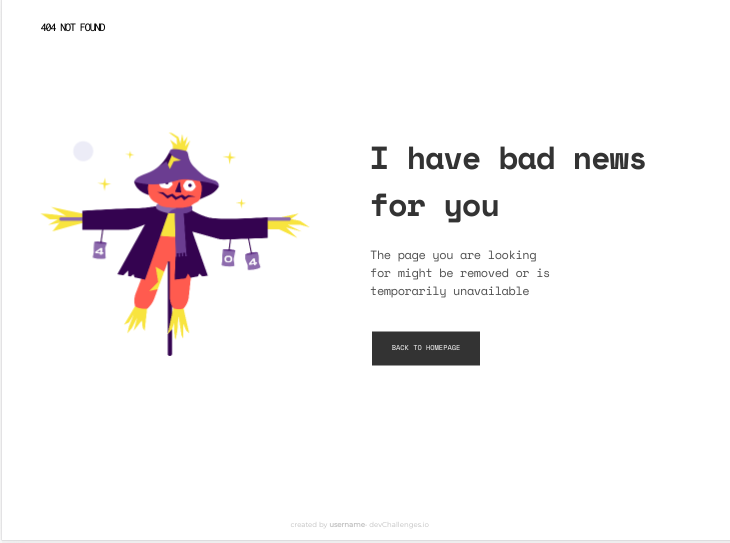 404 NOT FOUND
I have bad news
for you
The page you are looking
for might be removed or is
temporarily unavailable
BACK TO HOMEPAGE
4
0 4
created by username- devChallenges.io